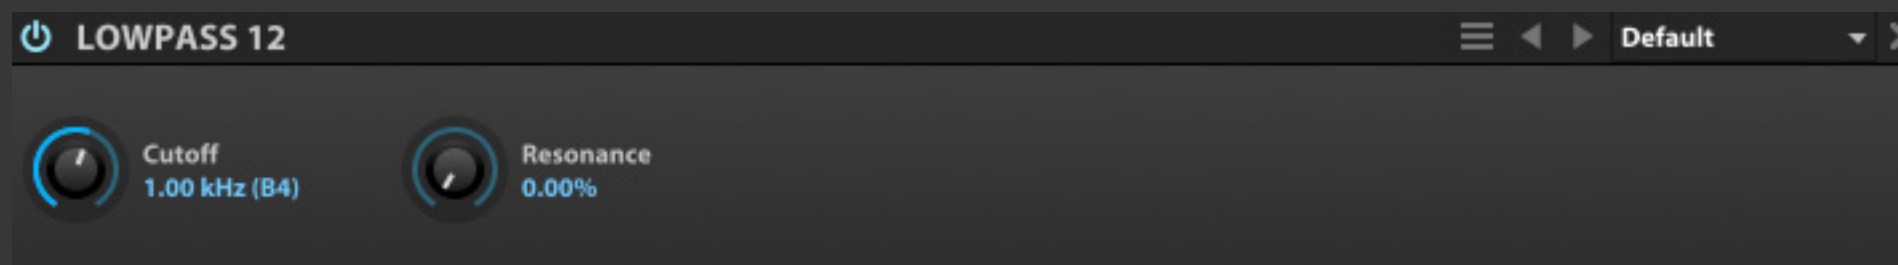 LOWPASS 12
Default
Cutoff
1.00 kHz (B4)
Resonance
0.00%